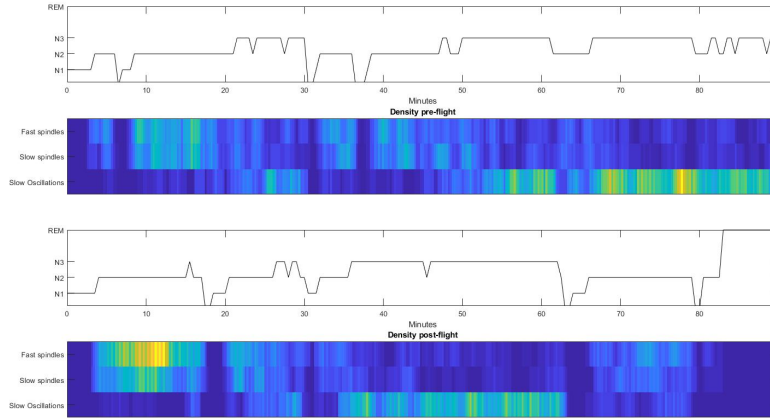 REM
N3
N2
N1
0 10 20 30 40 50 60 70 80
Minutes
Density pre-flight
Fast spindles
Slow spindles
Slow Oscillations
REM
N3
N2
N1
0 10 20 30 40 50 60 70 80
Minutes
Density post-flight
Fast spindles
Slow spindles
Slow Oscillations